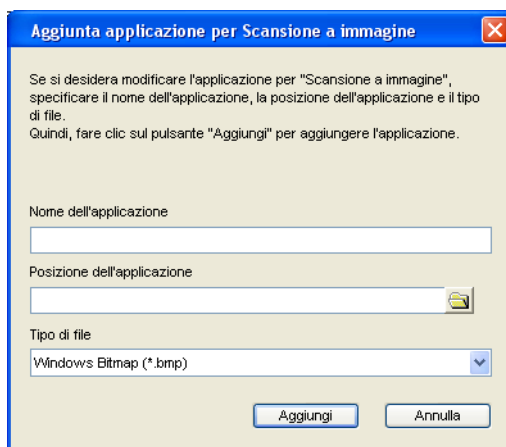 Aggiunta applicazione per Scansione a immagine
Se si desidera modificare l'applicazione per "Scansione a immagine",
specificare il nome dell'applicazione, la posizione dell'applicazione e il tipo
di file.
Quindi, fare clic sul pulsante "Aggiungi" per aggiungere l'applicazione.
Nome dell'applicazione
Posizione dell'applicazione
Tipo di file
Windows Bitmap (*.bmp)
Aggiungi
Annulla